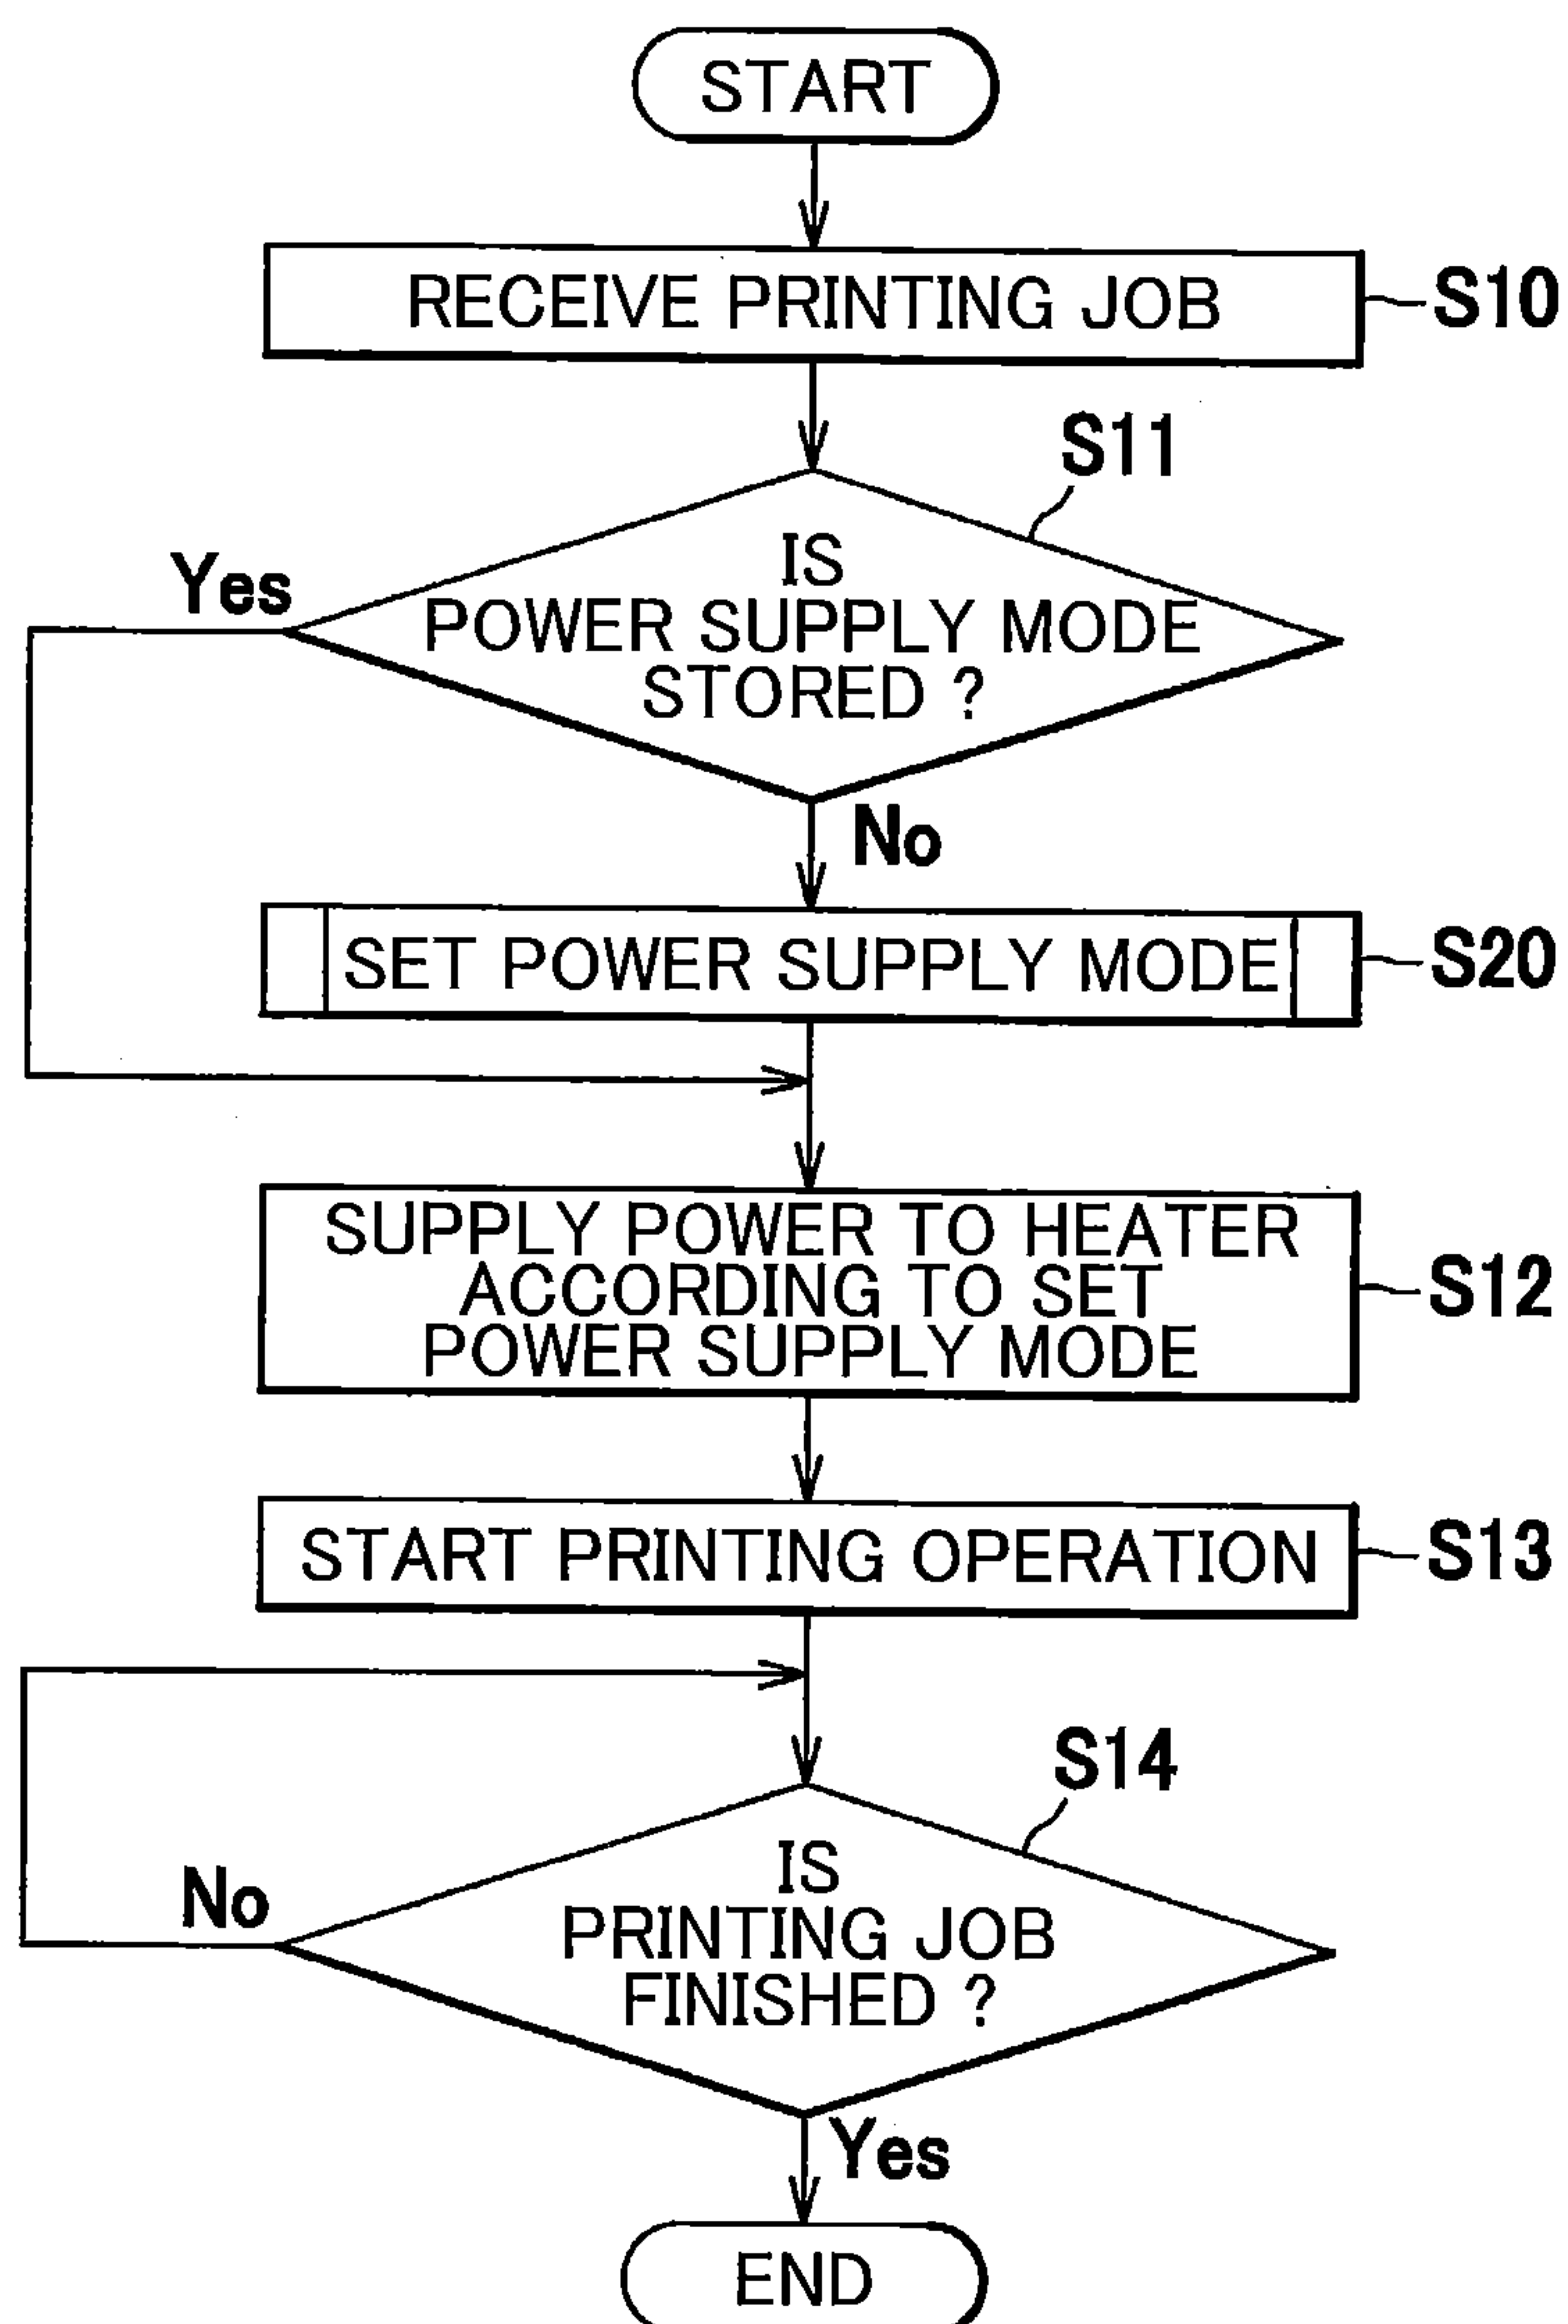 START
RECEIVE PRINTING JOB
S10
S11
IS
POWER SUPPLY MODE
STORED ?
Yes
No
SET POWER SUPPLY MODE
S20
SUPPLY POWER TO HEATER
ACCORDING TO SET
POWER SUPPLY MODE
S12
START PRINTING OPERATION
S13
S14
IS
PRINTING JOB
FINISHED ?
No
Yes
END